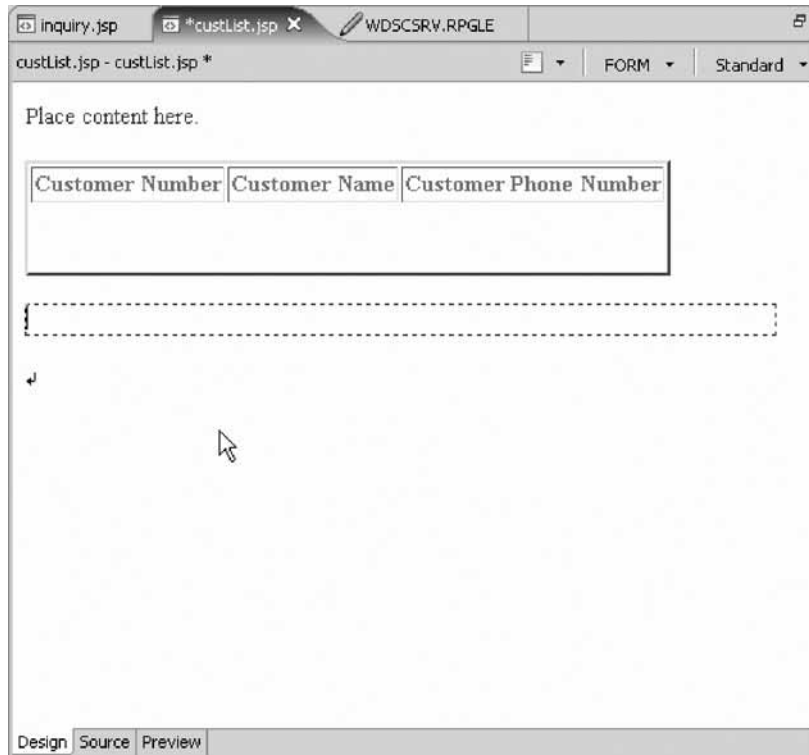 inquiry.jsp *custList.jsp WDSCSRV.RPGLE
custList.jsp - custList.jsp * FORM Standard
Place content here.
Customer Number Customer Name Customer Phone Number
Design Source Preview